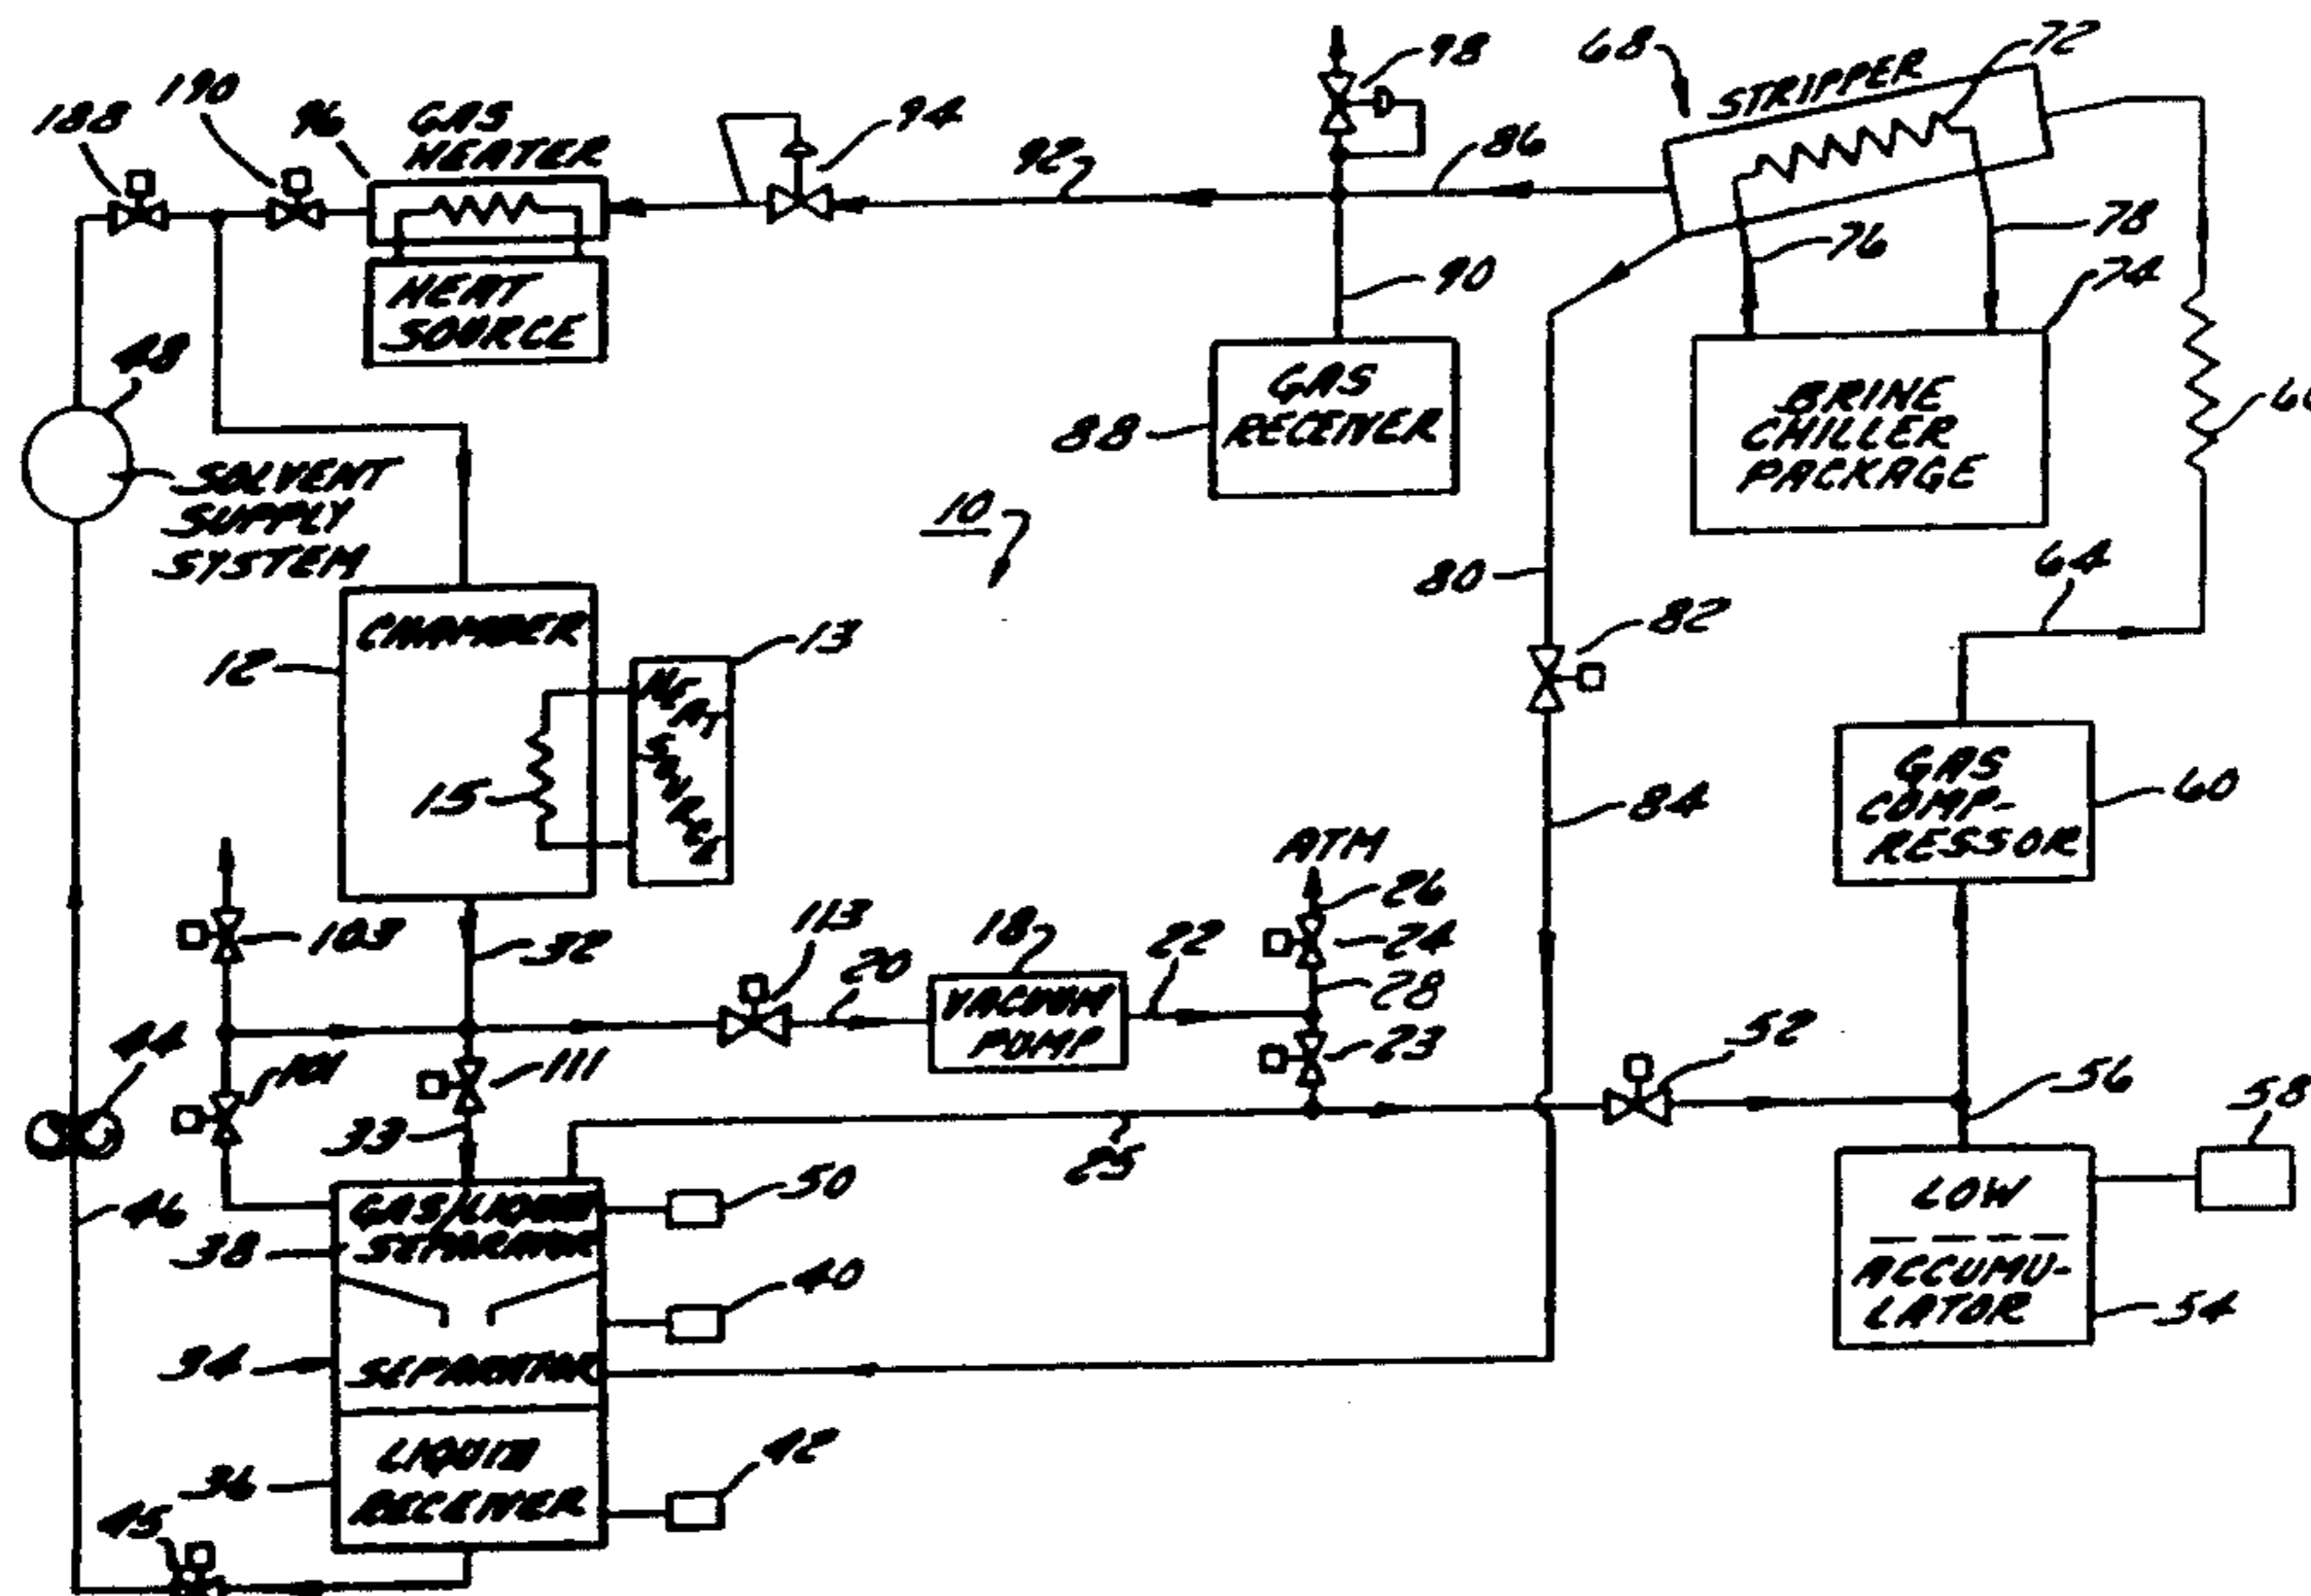 188
190
96
GAS
HEATER
94
92
98
86
68
STRIPPER
72
76
78
74
HEAT
SOURCE
48
SOLVENT
SUPPLY
SYSTEM
90
88
GAS
RECEIVER
BRINE
CHILLER
PACKAGE
10
80
82
64
CHAMBER
12
13
HEAT
SOURCE
15
84
GAS
COMP-
RESSOR
60
ATM
26
24
28
23
103
32
113
20
18
VACUUM
PUMP
22
52
56
58
44
101
111
33
25
46
GAS/LIQUID
SEPARATOR
38
50
40
34
SEPARATOR
LOW
ACCUMU-
LATOR
54
LIQUID
RECEIVER
36
42
45